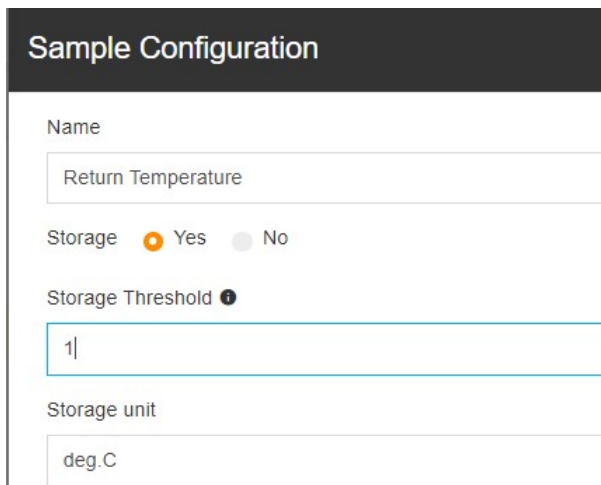 Sample Configuration
Name
Return Temperature
Storage Yes No
Storage Threshold
1
Storage unit
deg.C